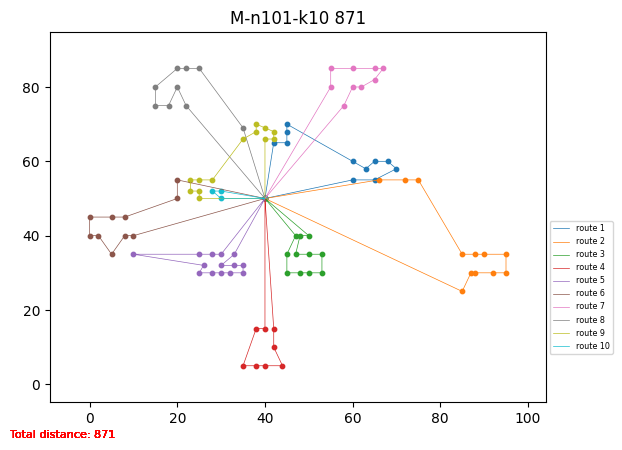 M-n101-k10 871
80
60
40
20
0
0 20 40 60 80 100
route 1
route 2
route 3
route 4
route 5
route 6
route 7
route 8
route 9
route 10
Total distance: 871